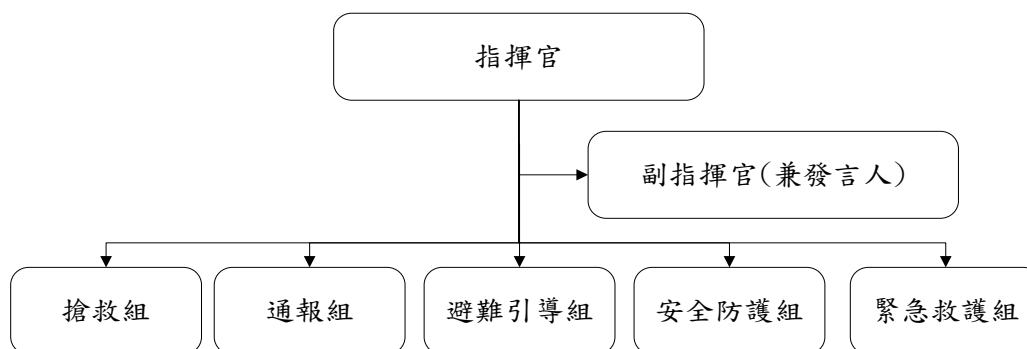 指揮官
副指揮官(兼發言人)
搶救組
通報組
避難引導組
安全防護組
緊急救護組